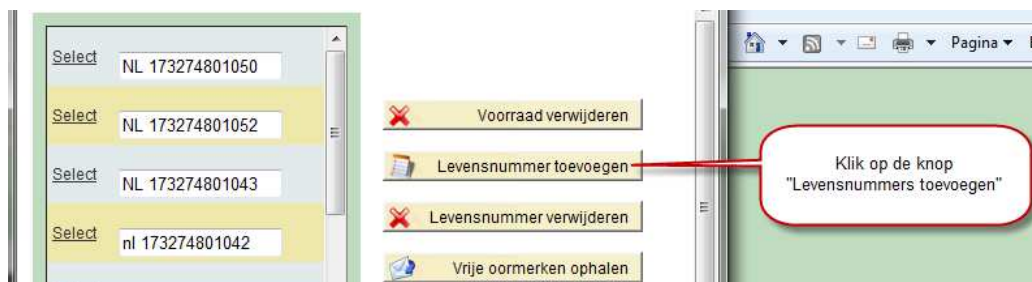 Select NL 173274801050
Select NL 173274801052
Select NL 173274801043
Select nl 173274801042
Voorraad verwijderen
Levensnummer toevoegen
Levensnummer verwijderen
Vrije oormerken ophalen
Pagina
Klik op de knop
"Levensnummers toevoegen"